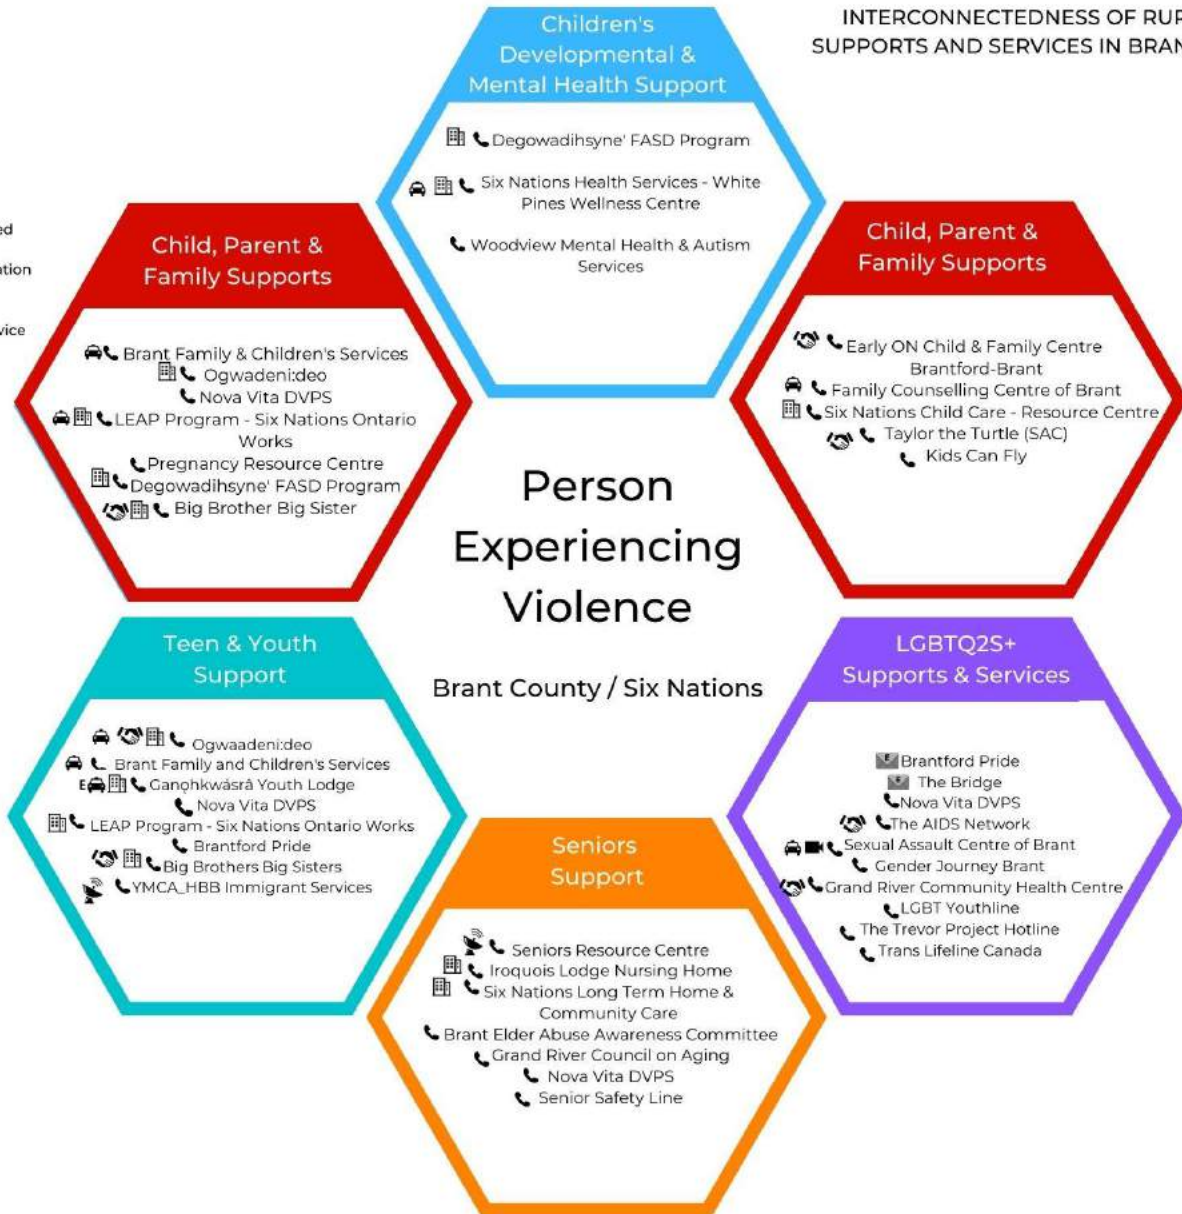 INTERCONNECTEDNESS OF RUR
SUPPORTS AND SERVICES IN BRAN
Children's
Developmental &
Mental Health Support
Degowadihsyne' FASD Program
Six Nations Health Services - White
Pines Wellness Centre
Woodview Mental Health & Autism
Services
ed
ation
vice
Child, Parent &
Family Supports
Brant Family & Children's Services
Ogwadeni:deo
Nova Vita DVPS
LEAP Program - Six Nations Ontario
Works
Pregnancy Resource Centre
Degowadihsyne' FASD Program
Big Brother Big Sister
Child, Parent &
Family Supports
Early ON Child & Family Centre
Brantford-Brant
Family Counselling Centre of Brant
Six Nations Child Care - Resource Centre
Taylor the Turtle (SAC)
Kids Can Fly
Person
Experiencing
Violence
Brant County / Six Nations
Teen & Youth
Support
Ogwaadeni:deo
Brant Family and Children's Services
E Ganǫhkwásrâ Youth Lodge
Nova Vita DVPS
LEAP Program - Six Nations Ontario Works
Brantford Pride
Big Brothers Big Sisters
YMCA_HBB Immigrant Services
LGBTQ2S+
Supports & Services
Brantford Pride
The Bridge
Nova Vita DVPS
The AIDS Network
Sexual Assault Centre of Brant
Gender Journey Brant
Grand River Community Health Centre
LGBT Youthline
The Trevor Project Hotline
Trans Lifeline Canada
Seniors
Support
Seniors Resource Centre
Iroquois Lodge Nursing Home
Six Nations Long Term Home &
Community Care
Brant Elder Abuse Awareness Committee
Grand River Council on Aging
Nova Vita DVPS
Senior Safety Line